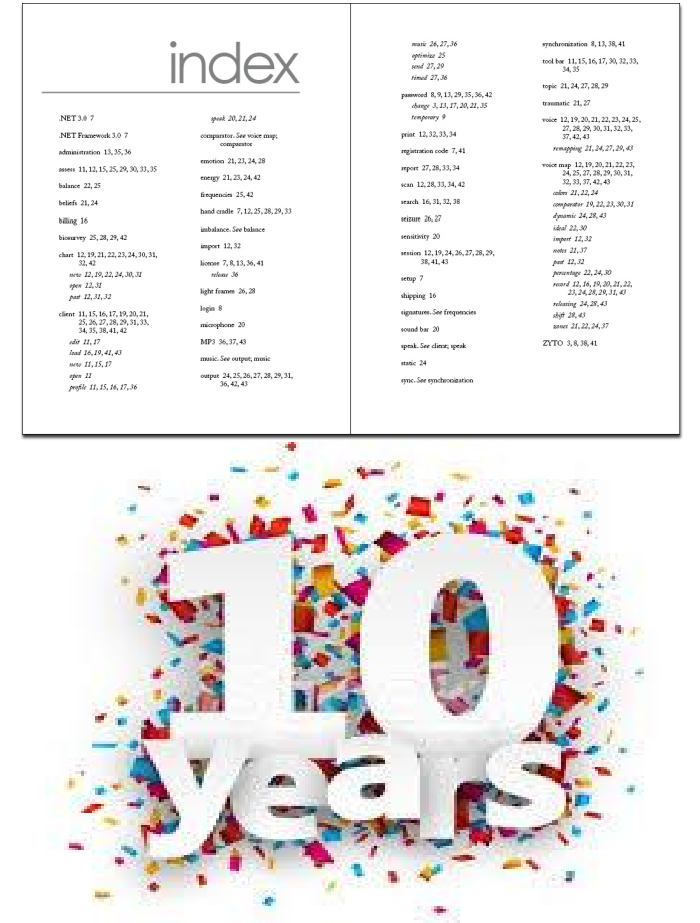 index
.NET 3.0 7
.NET Framework 3.0 7
administration 13, 35, 36
assess 11, 12, 15, 25, 29, 30, 33, 35
balance 22, 25
beliefs 21, 24
billing 16
biosurvey 25, 28, 29, 42
chart 12, 19, 21, 22, 23, 24, 30, 31,
32, 42
new 12, 19, 22, 24, 30, 31
open 12, 31
past 12, 31, 32
client 11, 15, 16, 17, 19, 20, 21,
25, 26, 27, 28, 29, 31, 33,
34, 35, 38, 41, 42
edit 11, 17
load 16, 19, 41, 43
new 11, 15, 17
open 11
profile 11, 15, 16, 17, 36
speak 20, 21, 24
comparator. See voice map;
comparator
emotion 21, 23, 24, 28
energy 21, 23, 24, 42
frequencies 25, 42
hand cradle 7, 12, 25, 28, 29, 33
imbalance. See balance
import 12, 32
license 7, 8, 13, 36, 41
release 36
light frames 26, 28
login 8
microphone 20
MP3 36, 37, 43
music. See output; music
output 24, 25, 26, 27, 28, 29, 31,
36, 42, 43
music 26, 27, 36
optimize 25
send 27, 29
timed 27, 36
password 8, 9, 13, 29, 35, 36, 42
change 3, 13, 17, 20, 21, 35
temporary 9
print 12, 32, 33, 34
registration code 7, 41
report 27, 28, 33, 34
scan 12, 28, 33, 34, 42
search 16, 31, 32, 38
seizure 26, 27
sensitivity 20
session 12, 19, 24, 26, 27, 28, 29,
38, 41, 43
setup 7
shipping 16
signatures. See frequencies
sound bar 20
speak. See client; speak
static 24
sync. See synchronization
synchronization 8, 13, 38, 41
tool bar 11, 15, 16, 17, 30, 32, 33,
34, 35
topic 21, 24, 27, 28, 29
traumatic 21, 27
voice 12, 19, 20, 21, 22, 23, 24, 25,
27, 28, 29, 30, 31, 32, 33,
37, 42, 43
remapping 21, 24, 27, 29, 43
voice map 12, 19, 20, 21, 22, 23,
24, 25, 27, 28, 29, 30, 31,
32, 33, 37, 42, 43
colors 21, 22, 24
comparator 19, 22, 23, 30, 31
dynamic 24, 28, 43
ideal 22, 30
import 12, 32
notes 21, 37
past 12, 32
percentage 22, 24, 30
record 12, 16, 19, 20, 21, 22,
23, 24, 28, 29, 31, 43
releasing 24, 28, 43
shift 28, 43
zones 21, 22, 24, 37
ZYTO 3, 8, 38, 41
10
years